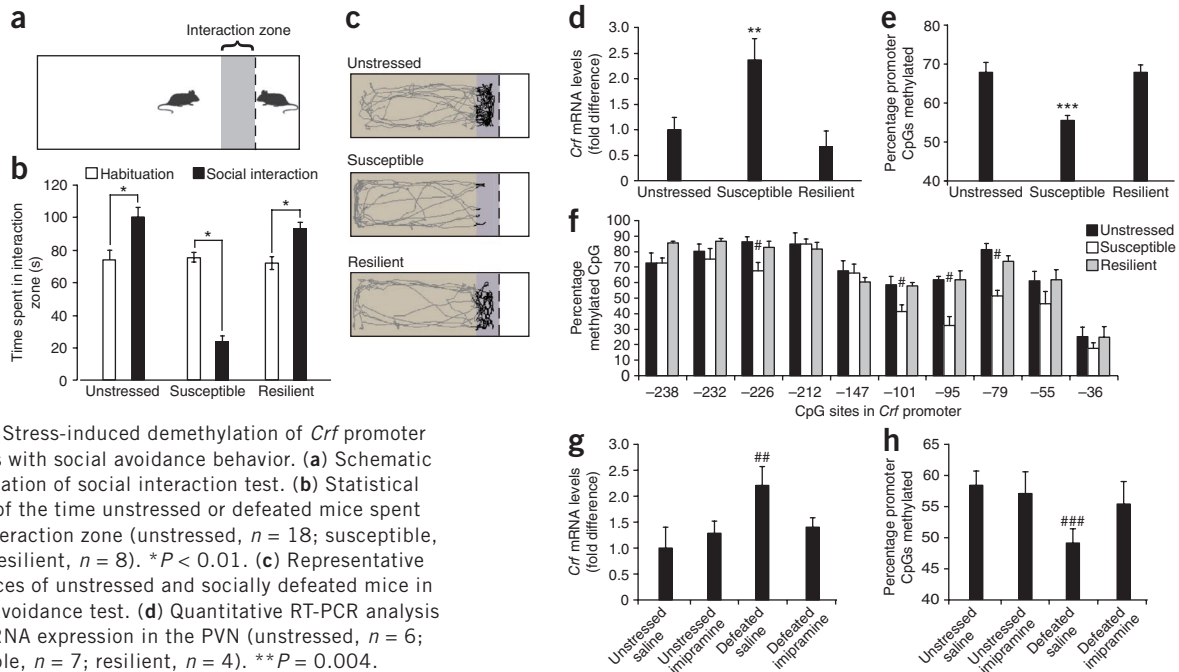 a
Interaction zone
b
Habituation
Social interaction
Time spent in interaction
zone (s)
120
100
80
60
40
20
0
*
*
*
Unstressed Susceptible Resilient
c
Unstressed
Susceptible
Resilient
d
Crf mRNA levels
(fold difference)
3.0
2.5
2.0
1.5
1.0
0.5
0
**
Unstressed Susceptible Resilient
e
Percentage promoter
CpGs methylated
80
70
60
50
40
***
Unstressed Susceptible Resilient
f
Percentage
methylated CpG
100
90
80
70
60
50
40
30
20
10
0
#
#
#
#
Unstressed
Susceptible
Resilient
–238 –232 –226 –212 –147 –101 –95 –79 –55 –36
CpG sites in Crf promoter
Stress-induced demethylation of Crf promoter
s with social avoidance behavior. (a) Schematic
ation of social interaction test. (b) Statistical
of the time unstressed or defeated mice spent
eraction zone (unstressed, n = 18; susceptible,
resilient, n = 8). *P < 0.01. (c) Representative
ces of unstressed and socially defeated mice in
avoidance test. (d) Quantitative RT-PCR analysis
RNA expression in the PVN (unstressed, n = 6;
ble, n = 7; resilient, n = 4). **P = 0.004.
g
Crf mRNA levels
(fold difference)
3.0
2.5
2.0
1.5
1.0
0.5
0
##
Unstressed
saline
Unstressed
imipramine
Defeated
saline
Defeated
imipramine
h
Percentage promoter
CpGs methylated
65
60
55
50
45
40
###
Unstressed
saline
Unstressed
imipramine
Defeated
saline
Defeated
imipramine